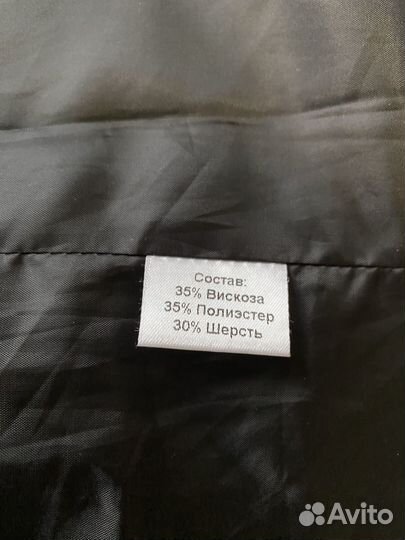 Состав:
35% Вискоза
35% Полиэстер
30% Шерсть
Avito